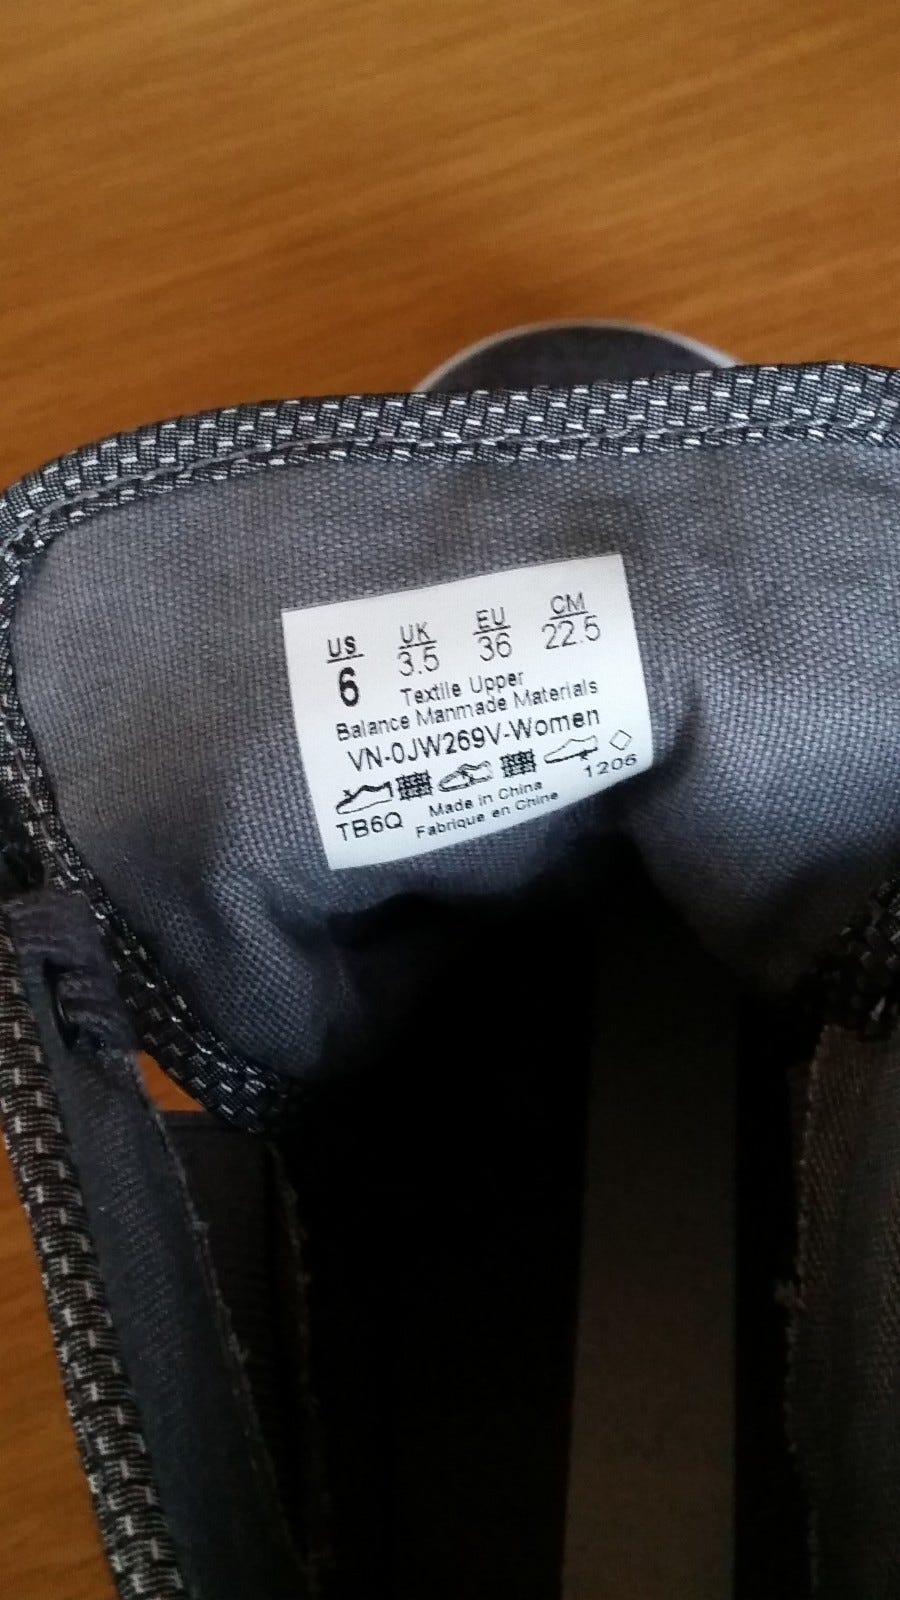 US UK EU CM
6 3.5 36 22.5
Textile Upper
Balance Manmade Materials
VN-0JW269V-Women
1206
TB6Q Made in China
Fabrique en Chine